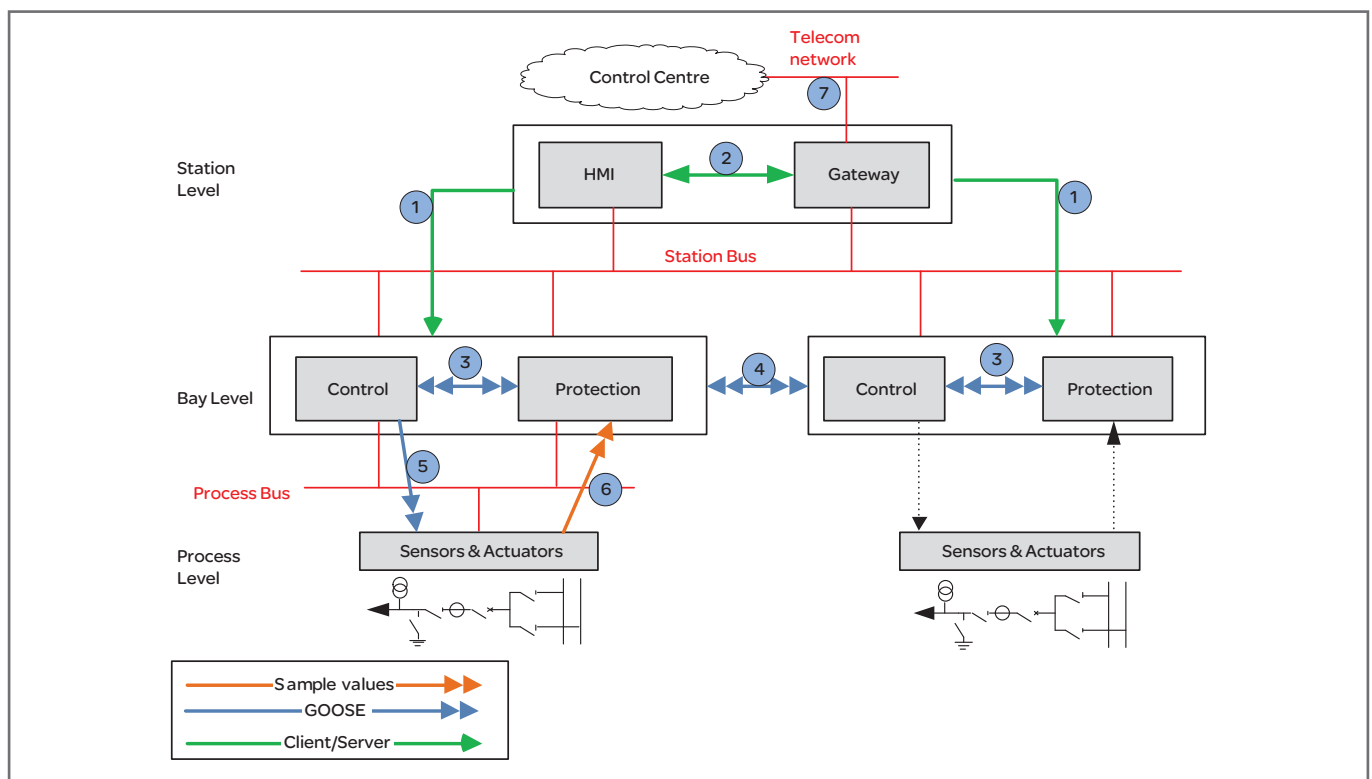 Telecom
network
Control Centre
7
Station
Level
HMI
2
Gateway
1
1
Station Bus
Bay Level
Control
3
Protection
4
Control
3
Protection
5
6
Process Bus
Process
Level
Sensors & Actuators
Sensors & Actuators
Sample values
GOOSE
Client/Server